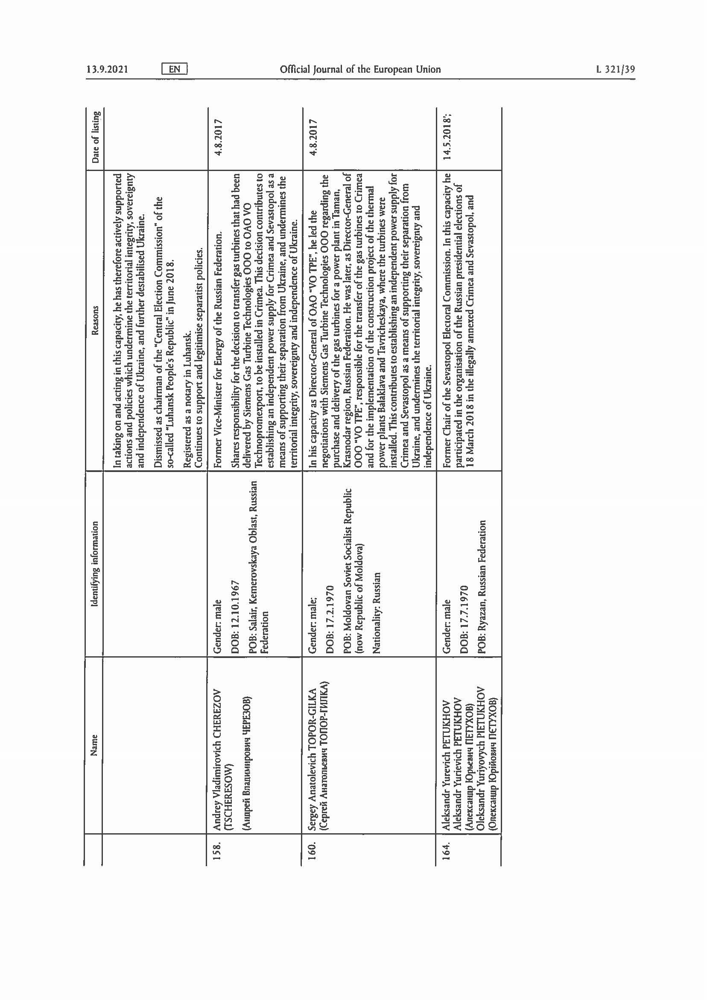 13.9.2021 EN Official Journal of the European Union L 321/39
Name Identifying information Reasons Date of listing
In taking on and acting in this capacity, he has therefore actively supported
actions and policies which undermine the territorial integrity, sovereignty
and independence of Ukraine, and further destabilised Ukraine.
Dismissed as chairman of the "Central Election Commission" of the
so-called "Luhansk People's Republic" in June 2018.
Registered as a notary in Luhansk.
Continues to support and legitimise separatist policies.
158.
Andrey Vladimirovich CHEREZOV
(TSCHERESOW)
(Андрей Владимирович ЧЕРЕЗОВ)
Gender: male
DOB: 12.10.1967
POB: Salair, Kemerovskaya Oblast, Russian
Federation
Former Vice-Minister for Energy of the Russian Federation.
Shares responsibility for the decision to transfer gas turbines that had been
delivered by Siemens Gas Turbine Technologies OOO to OAO VO
Technopromexport, to be installed in Crimea. This decision contributes to
establishing an independent power supply for Crimea and Sevastopol as a
means of supporting their separation from Ukraine, and undermines the
territorial integrity, sovereignty and independence of Ukraine.
4.8.2017
160.
Sergey Anatolevich TOPOR-GILKA
(Сергей Анатольевич ТОПОР-ГИЛКА)
Gender: male;
DOB: 17.2.1970
POB: Moldovan Soviet Socialist Republic
(now Republic of Moldova)
Nationality: Russian
In his capacity as Director-General of OAO "VO TPE", he led the
negotiations with Siemens Gas Turbine Technologies OOO regarding the
purchase and delivery of the gas turbines for a power plant in Taman,
Krasnodar region, Russian Federation. He was later, as Director-General of
OOO "VO TPE", responsible for the transfer of the gas turbines to Crimea
and for the implementation of the construction project of the thermal
power plants Balaklava and Tavricheskaya, where the turbines were
installed. This contributes to establishing an independent power supply for
Crimea and Sevastopol as a means of supporting their separation from
Ukraine, and undermines the territorial integrity, sovereignty and
independence of Ukraine.
4.8.2017
164.
Aleksandr Yurevich PETUKHOV
Aleksandr Yurievich PETUKHOV
(Александр Юрьевич ПЕТУХОВ)
Oleksandr Yuriyovych PIETUKHOV
(Олександр Юрійович ПЄТУХОВ)
Gender: male
DOB: 17.7.1970
POB: Ryazan, Russian Federation
Former Chair of the Sevastopol Electoral Commission. In this capacity he
participated in the organisation of the Russian presidential elections of
18 March 2018 in the illegally annexed Crimea and Sevastopol, and
14.5.2018';